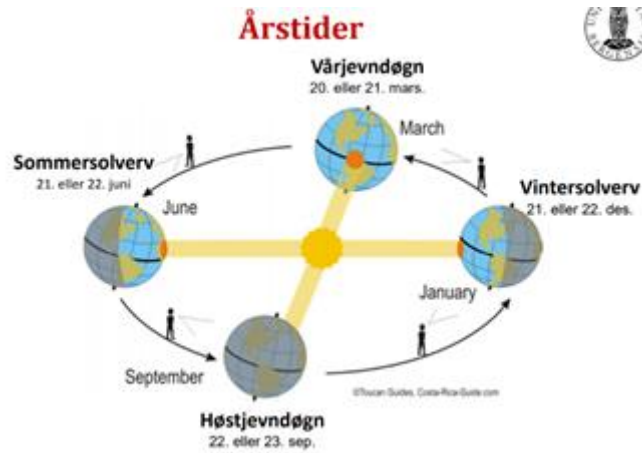 Årstider
Vårjevndøgn
20. eller 21. mars.
March
Sommersolverv
21. eller 22. juni
June
Vintersolverv
21. eller 22. des.
January
September
©Toucan Guides, Costa-Rica-Guide.com
Høstjevndøgn
22. eller 23. sep.